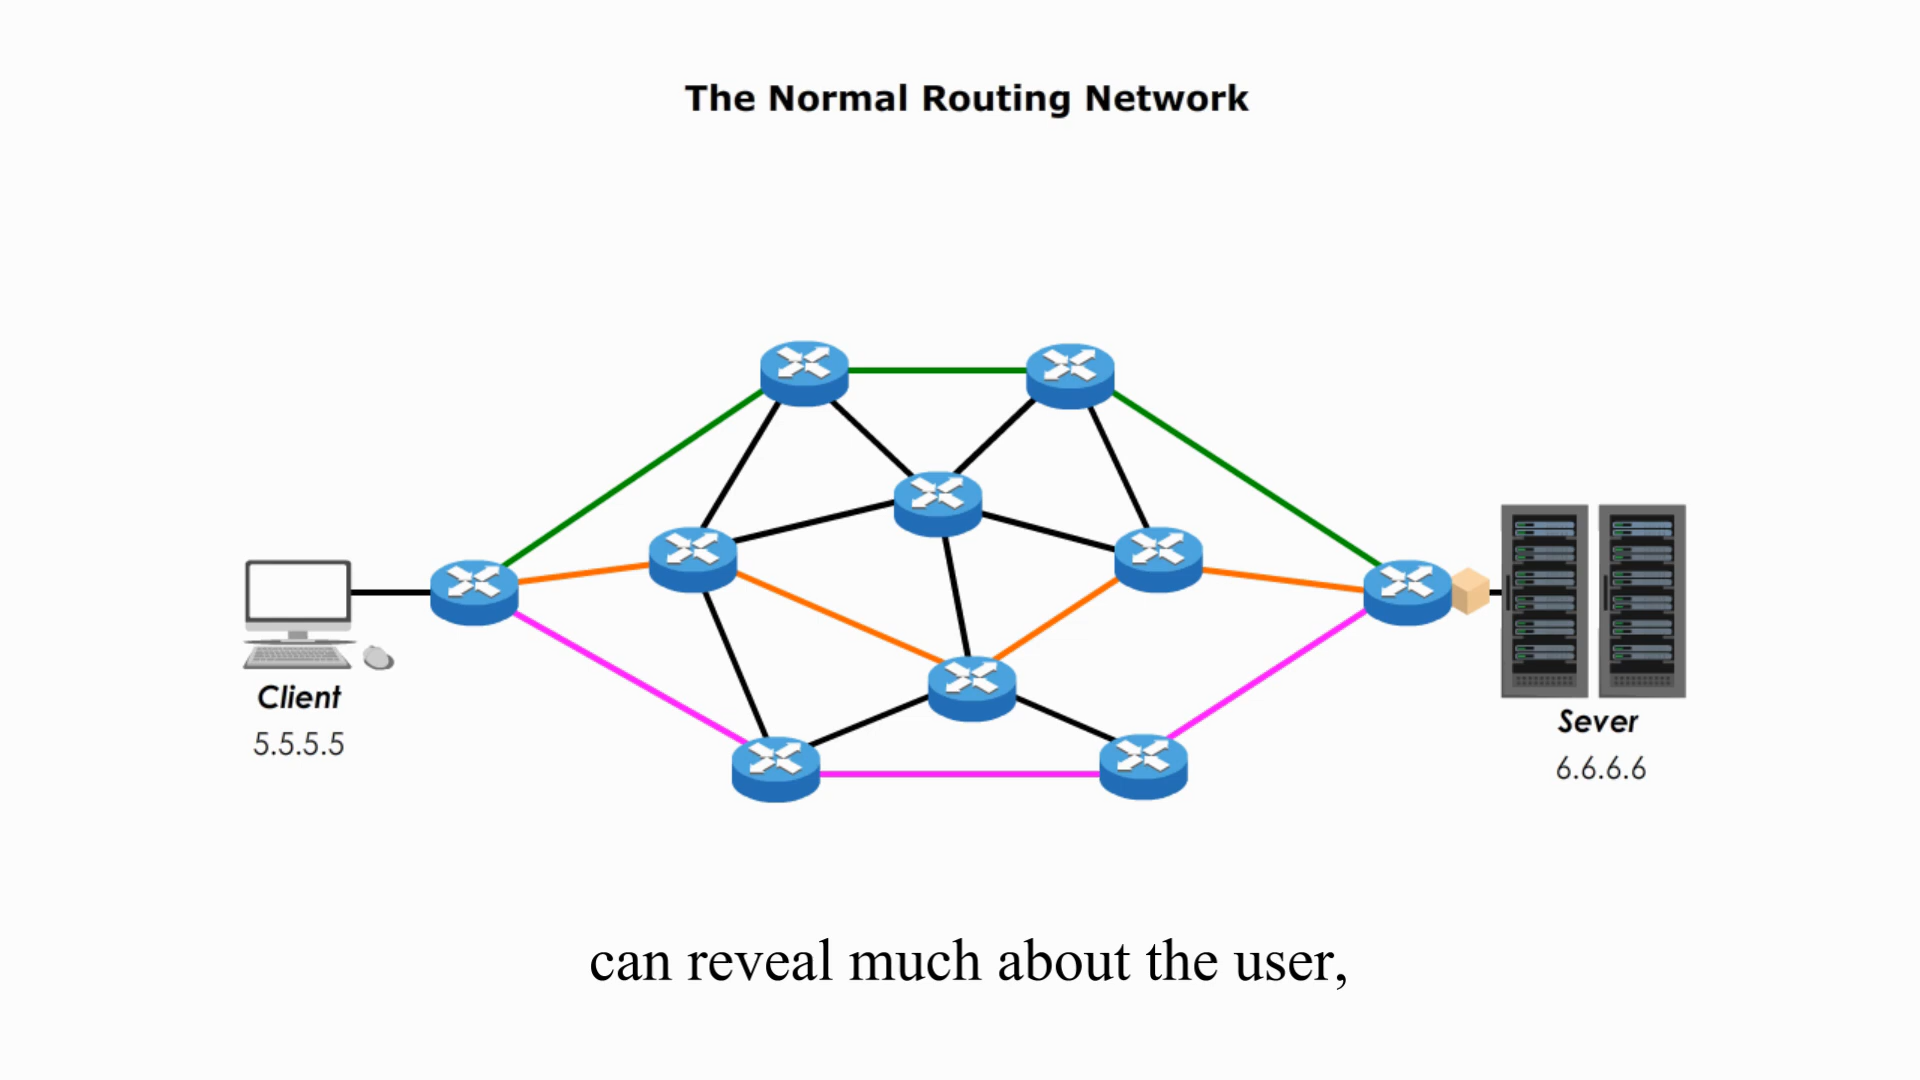 The Normal Routing Network
Client
5.5.5.5
Sever
6.6.6.6
can reveal much about the user,